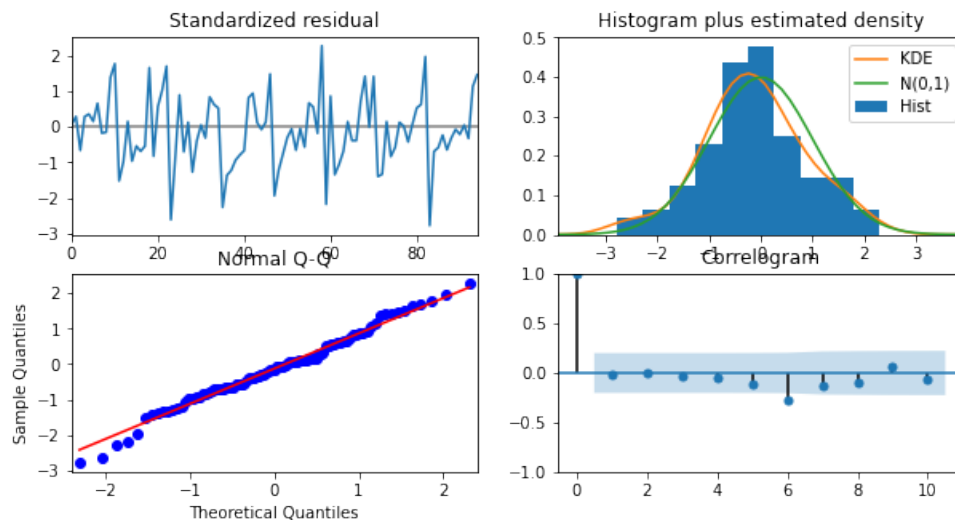 Standardized residual
2
1
0
−1
−2
−3
0 20 40 60 80
Histogram plus estimated density
0.5
0.4
0.3
0.2
0.1
0.0
−3 −2 −1 0 1 2 3
KDE
N(0,1)
Hist
Normal Q-Q
Sample Quantiles
2
1
0
−1
−2
−3
−2 −1 0 1 2
Theoretical Quantiles
Correlogram
1.0
0.5
0.0
−0.5
−1.0
0 2 4 6 8 10